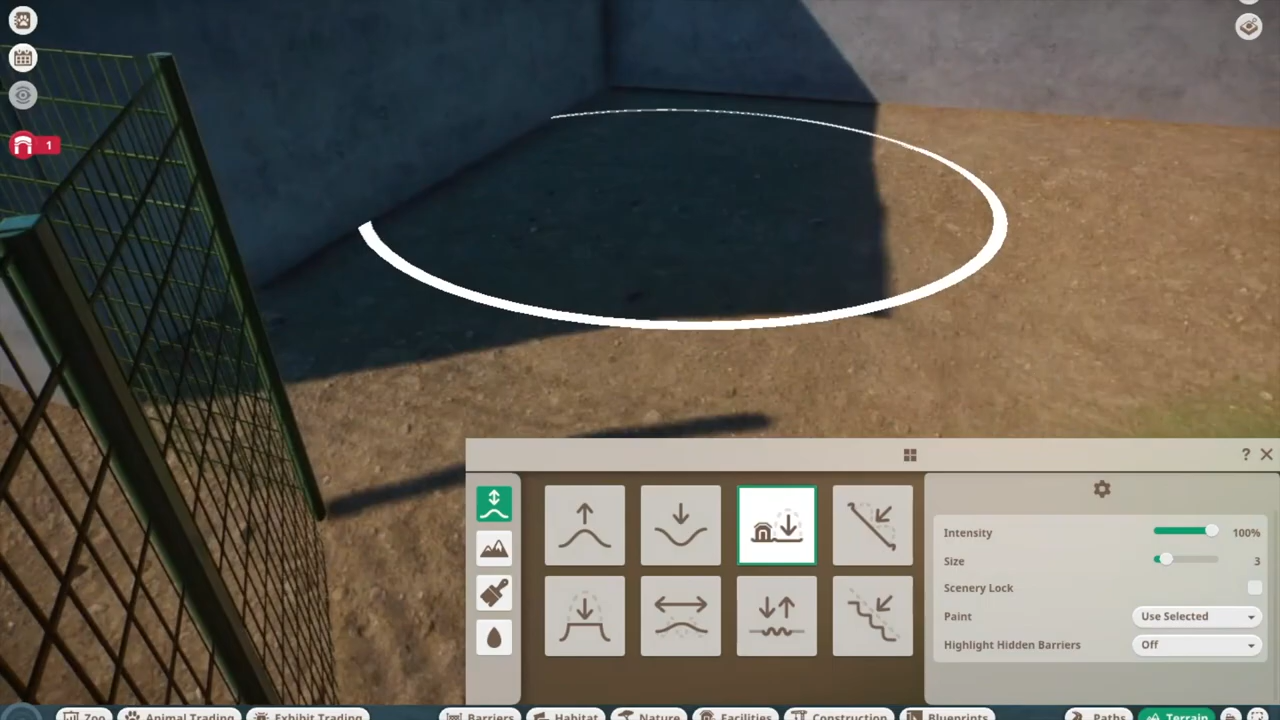 1
?
Intensity 100%
Size 3
Scenery Lock
Paint Use Selected
Highlight Hidden Barriers Off
Zoo Animal Trading Exhibit Trading Barriers Habitat Nature Facilities Construction Blueprints Paths Terrain